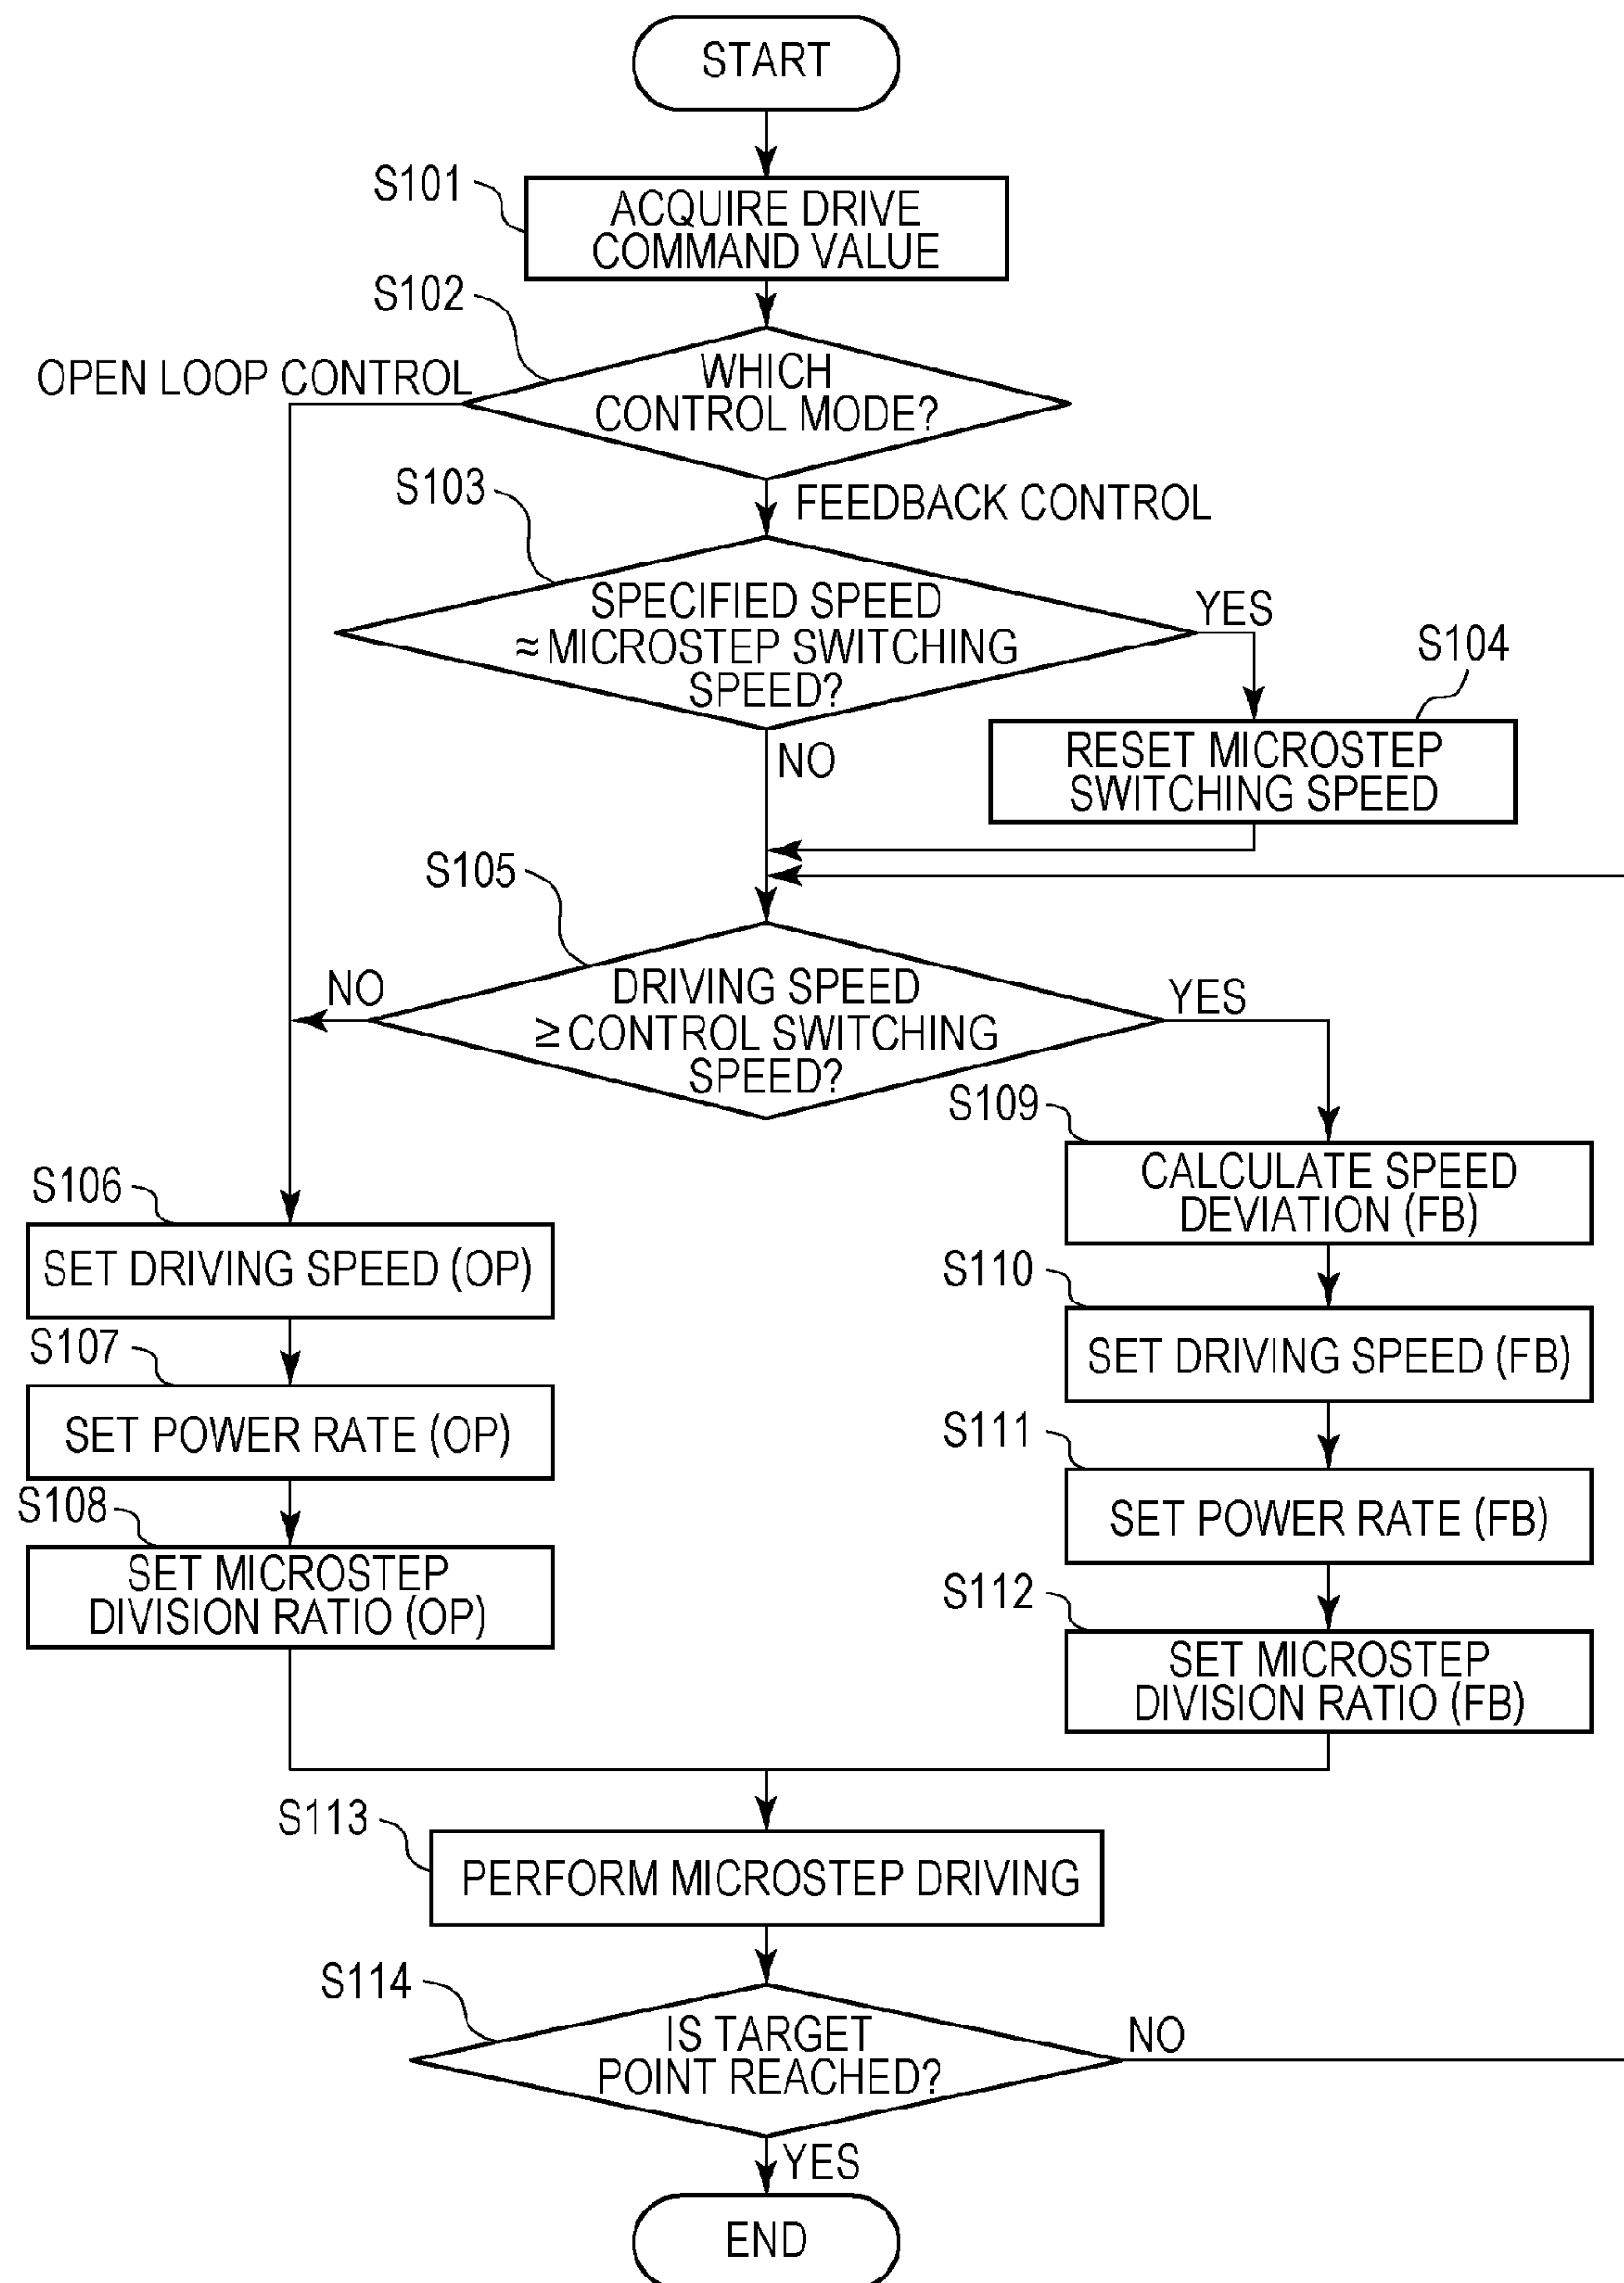 START
S101
ACQUIRE DRIVE
COMMAND VALUE
S102
OPEN LOOP CONTROL
WHICH
CONTROL MODE?
S103
FEEDBACK CONTROL
SPECIFIED SPEED
≈ MICROSTEP SWITCHING
SPEED?
YES
S104
NO
RESET MICROSTEP
SWITCHING SPEED
S105
NO
DRIVING SPEED
≥ CONTROL SWITCHING
SPEED?
YES
S109
CALCULATE SPEED
DEVIATION (FB)
S106
SET DRIVING SPEED (OP)
S110
SET DRIVING SPEED (FB)
S107
SET POWER RATE (OP)
S111
SET POWER RATE (FB)
S108
SET MICROSTEP
DIVISION RATIO (OP)
S112
SET MICROSTEP
DIVISION RATIO (FB)
S113
PERFORM MICROSTEP DRIVING
S114
IS TARGET
POINT REACHED?
NO
YES
END